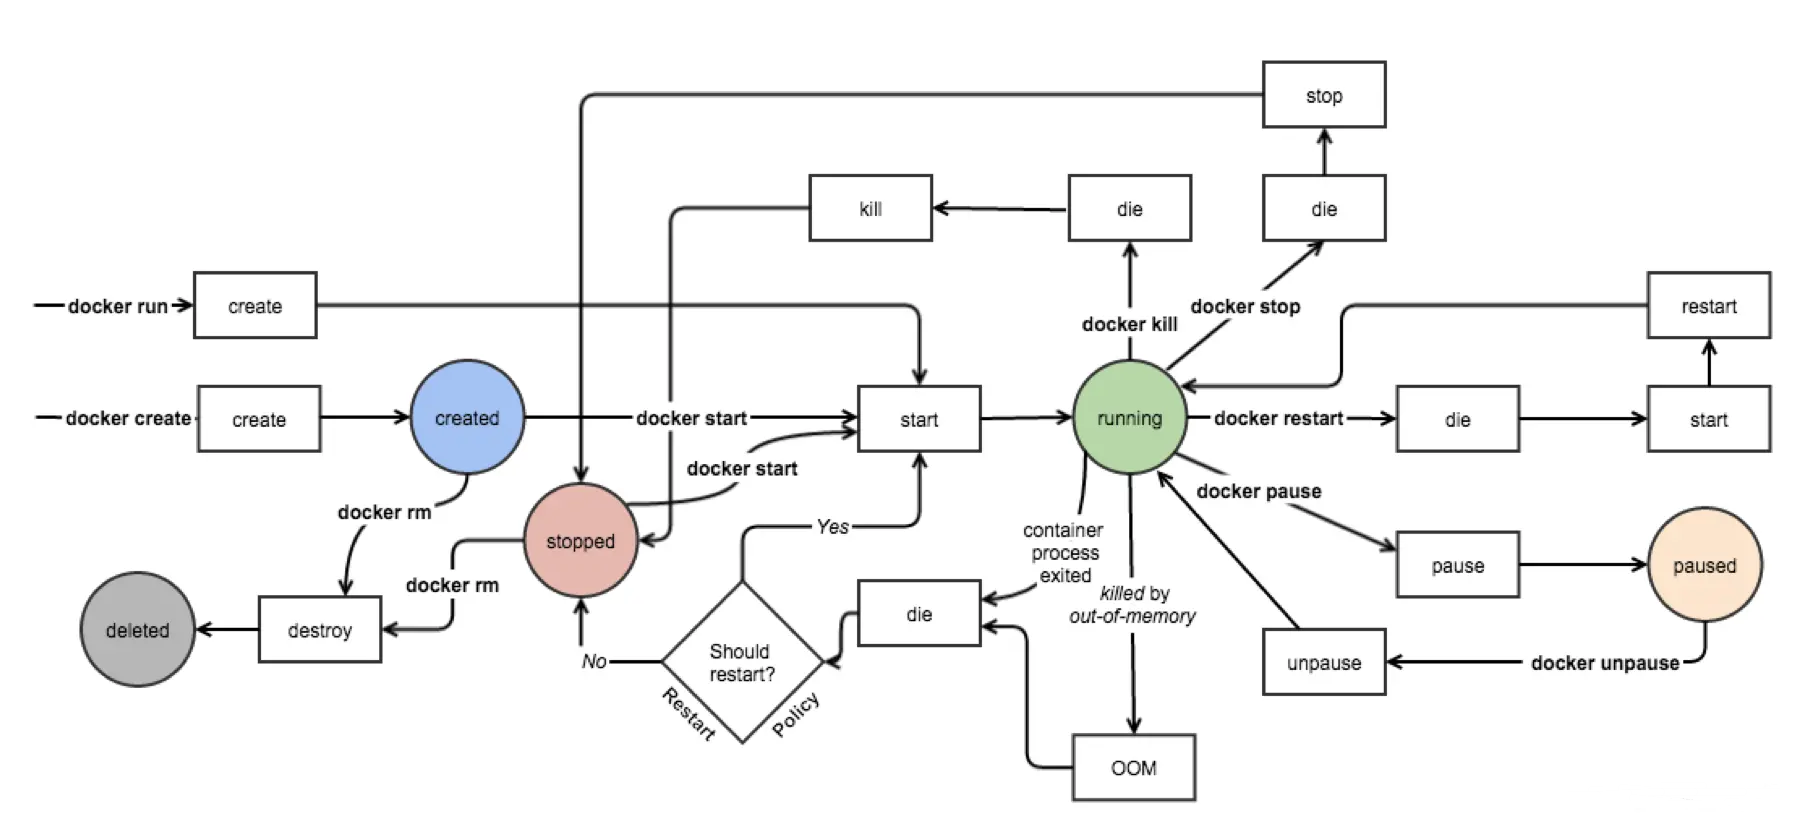 stop
kill
die
die
docker run
create
docker kill
docker stop
restart
docker create
create
created
docker start
start
running
docker restart
die
start
docker start
docker pause
docker rm
stopped
Yes
container
process
exited
pause
paused
docker rm
killed by
out-of-memory
deleted
destroy
die
No
Should
restart?
Restart
Policy
unpause
docker unpause
OOM